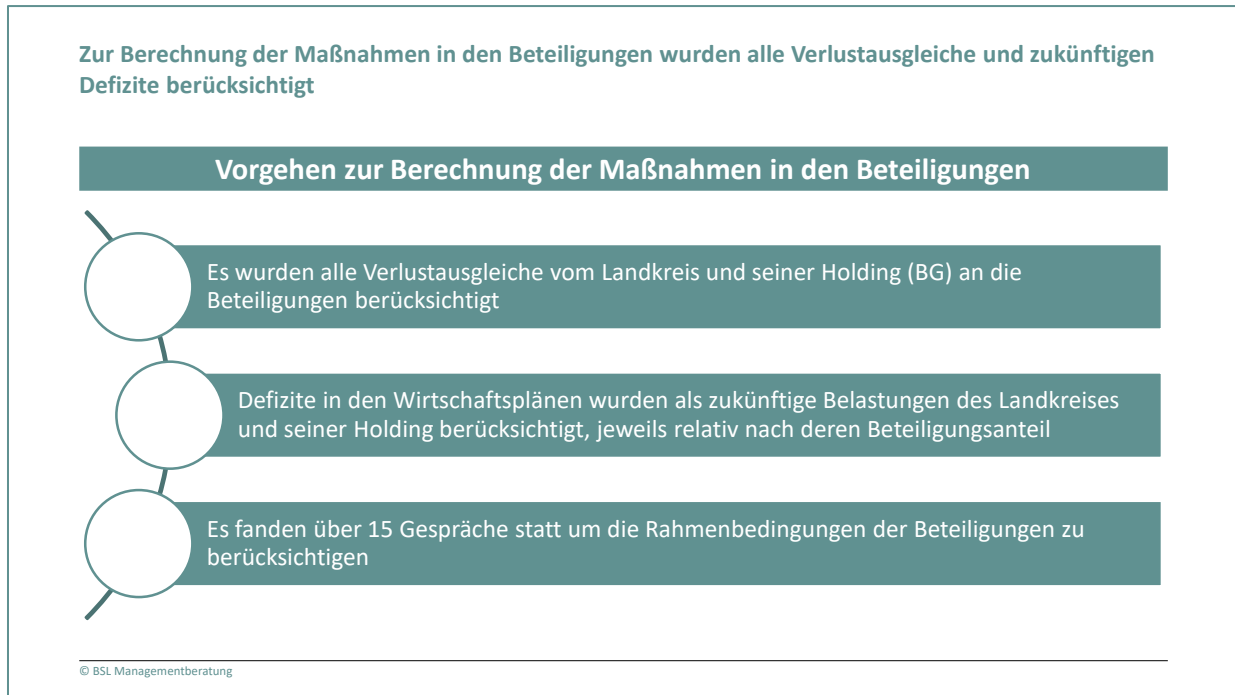 Zur Berechnung der Maßnahmen in den Beteiligungen wurden alle Verlustausgleiche und zukünftigen
Defizite berücksichtigt
Vorgehen zur Berechnung der Maßnahmen in den Beteiligungen
Es wurden alle Verlustausgleiche vom Landkreis und seiner Holding (BG) an die
Beteiligungen berücksichtigt
Defizite in den Wirtschaftsplänen wurden als zukünftige Belastungen des Landkreises
und seiner Holding berücksichtigt, jeweils relativ nach deren Beteiligungsanteil
Es fanden über 15 Gespräche statt um die Rahmenbedingungen der Beteiligungen zu
berücksichtigen
© BSL Managementberatung